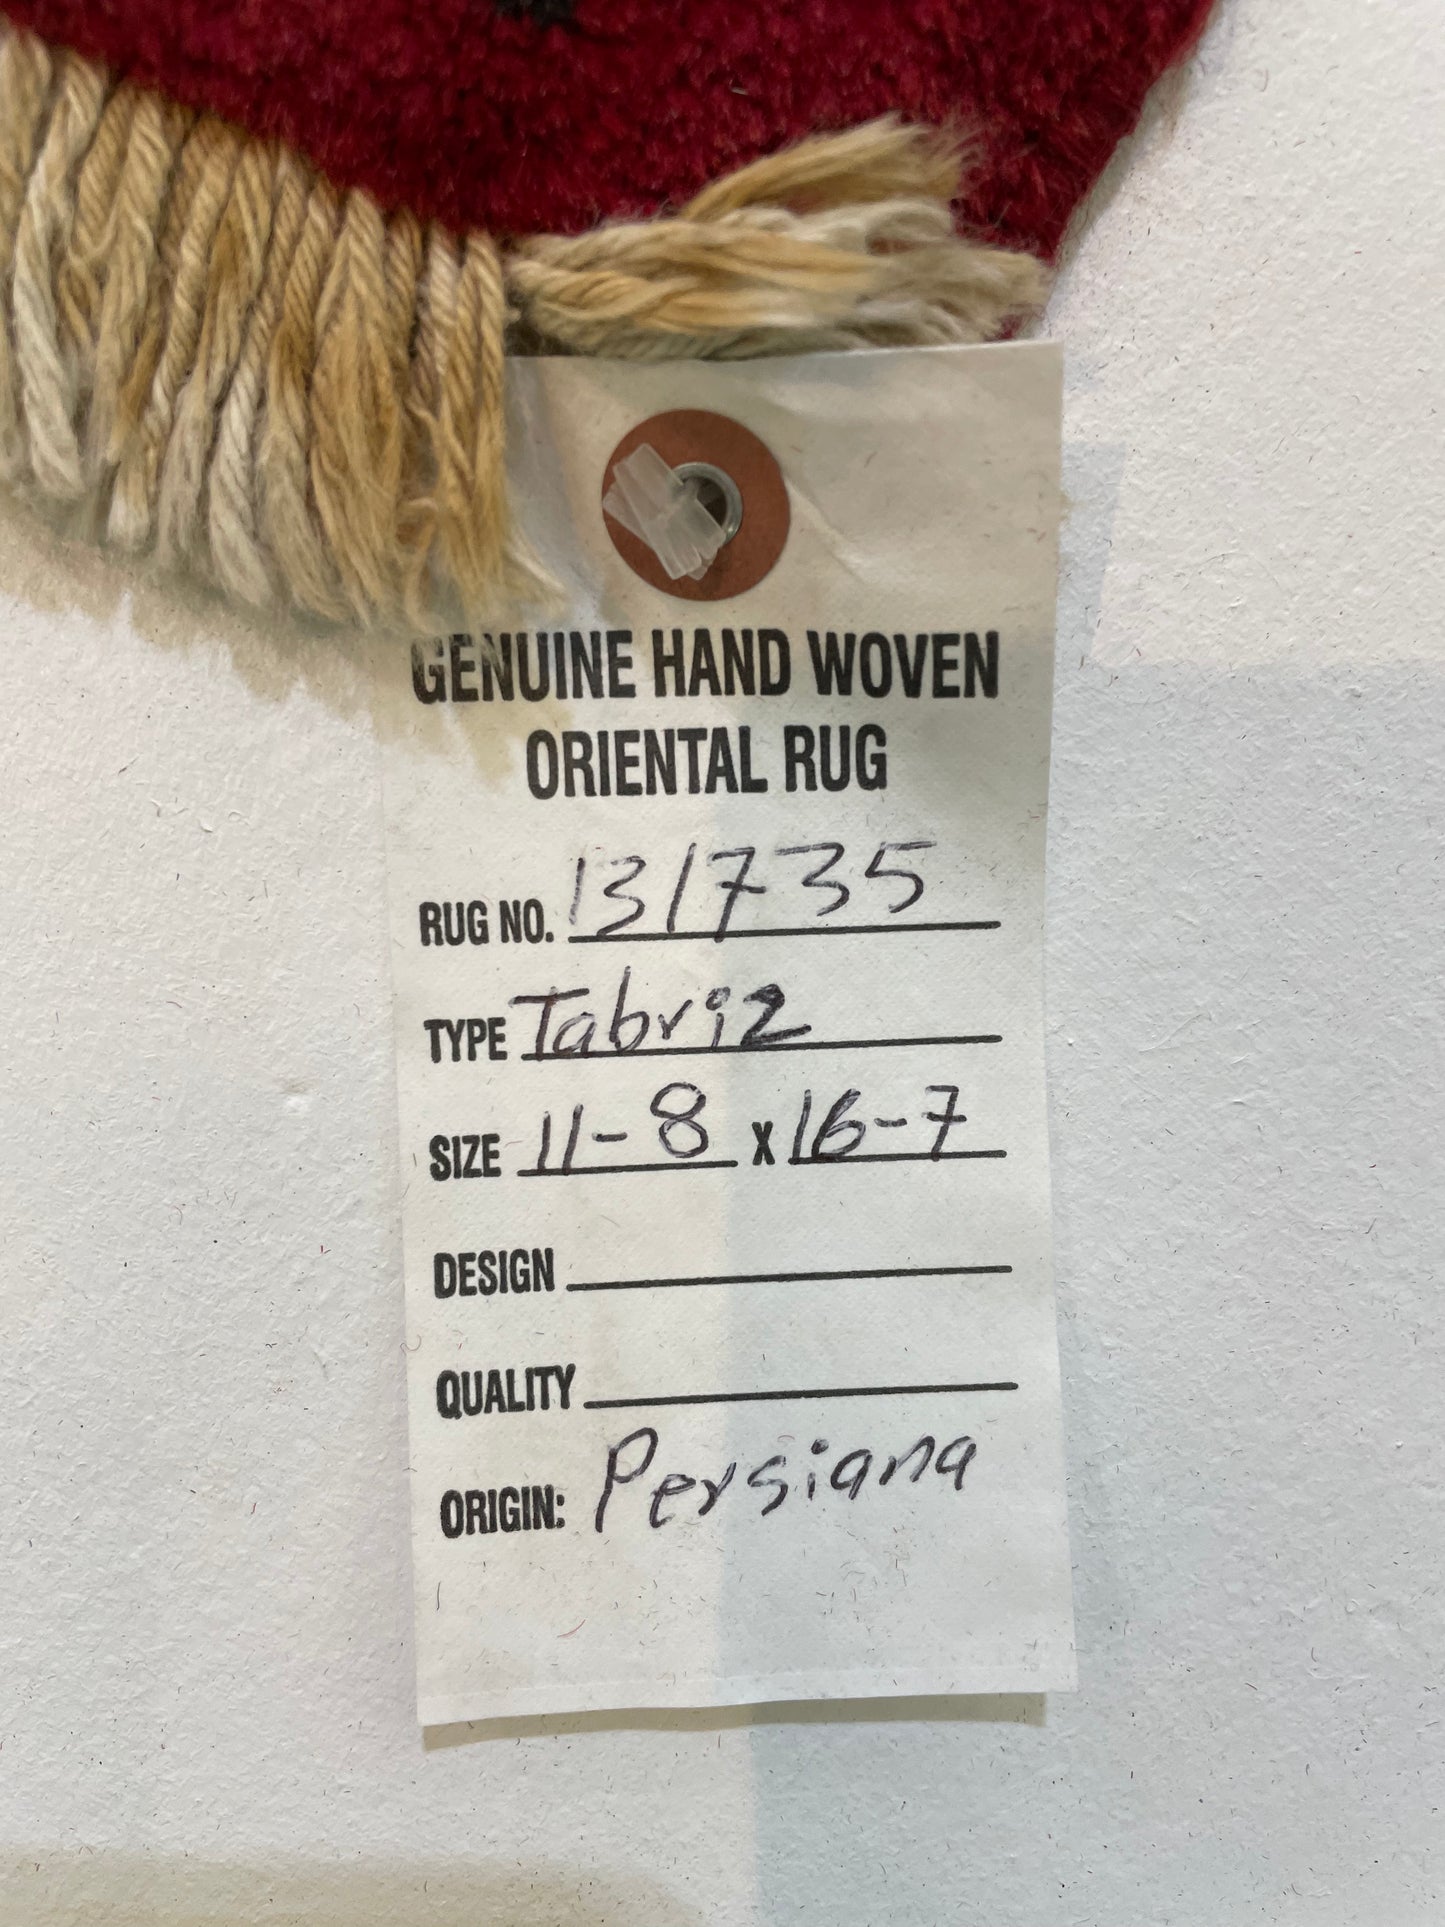 GENUINE HAND WOVEN
ORIENTAL RUG
RUG NO. 131735
TYPE Tabriz
SIZE 11-8 X 16-7
DESIGN
QUALITY
ORIGIN: Persiana